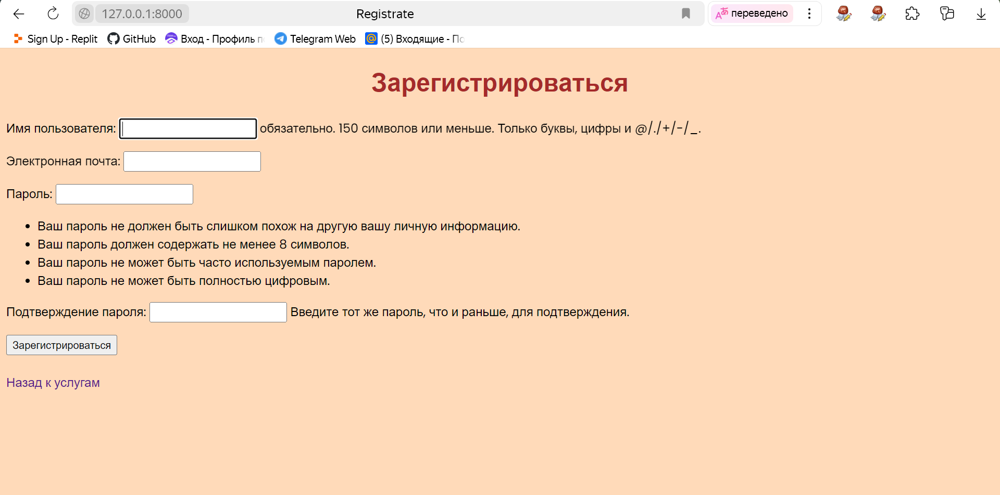 127.0.0.1:8000
Registrate
переведено
Sign Up - Replit
GitHub
Вход - Профиль п
Telegram Web
(5) Входящие - По
Зарегистрироваться
Имя пользователя: обязательно. 150 символов или меньше. Только буквы, цифры и @/./+/-/_.
Электронная почта:
Пароль:
• Ваш пароль не должен быть слишком похож на другую вашу личную информацию.
• Ваш пароль должен содержать не менее 8 символов.
• Ваш пароль не может быть часто используемым паролем.
• Ваш пароль не может быть полностью цифровым.
Подтверждение пароля: Введите тот же пароль, что и раньше, для подтверждения.
Зарегистрироваться
Назад к услугам